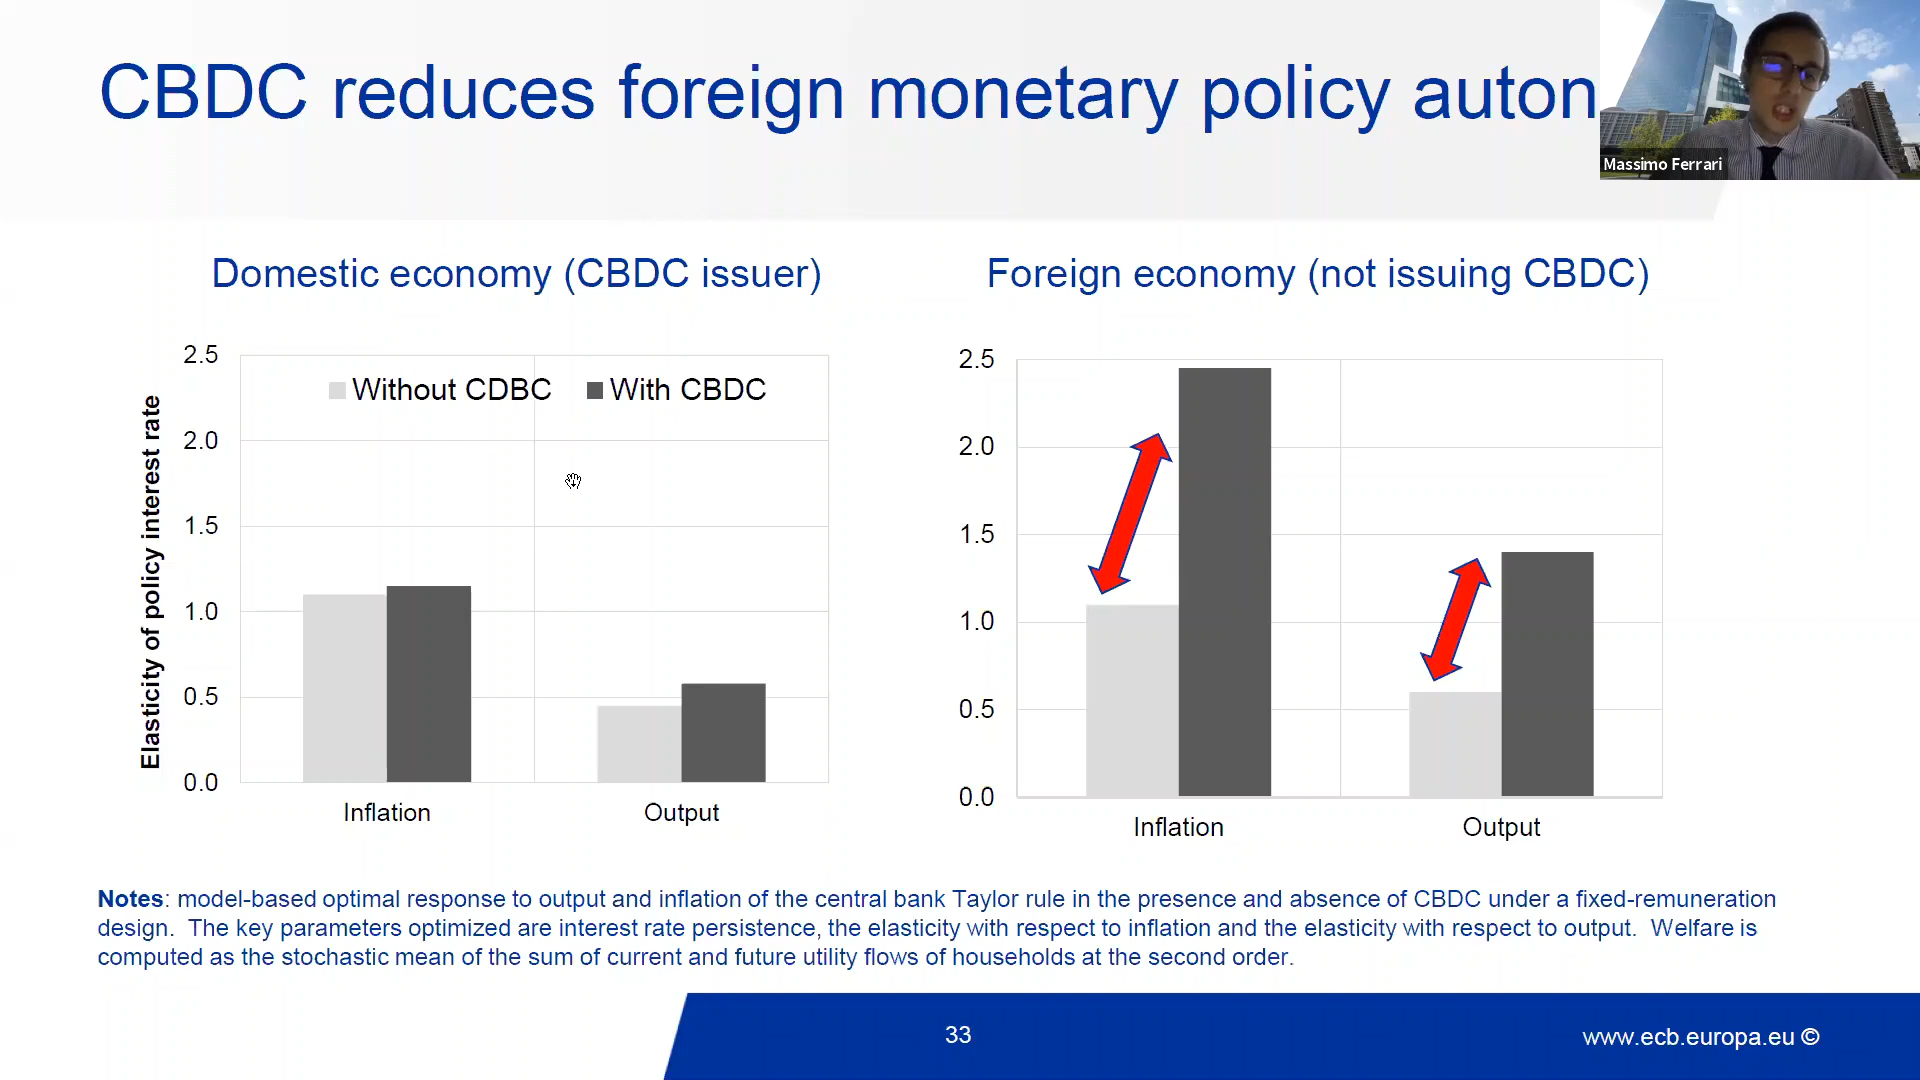 CBDC reduces foreign monetary policy auton
Massimo Ferrari
Domestic economy (CBDC issuer)
Foreign economy (not issuing CBDC)
Elasticity of policy interest rate
2.5
2.0
1.5
1.0
0.5
0.0
Without CDBC
With CBDC
Inflation
Output
2.5
2.0
1.5
1.0
0.5
0.0
Inflation
Output
Notes: model-based optimal response to output and inflation of the central bank Taylor rule in the presence and absence of CBDC under a fixed-remuneration
design.  The key parameters optimized are interest rate persistence, the elasticity with respect to inflation and the elasticity with respect to output.  Welfare is
computed as the stochastic mean of the sum of current and future utility flows of households at the second order.
33
www.ecb.europa.eu ©